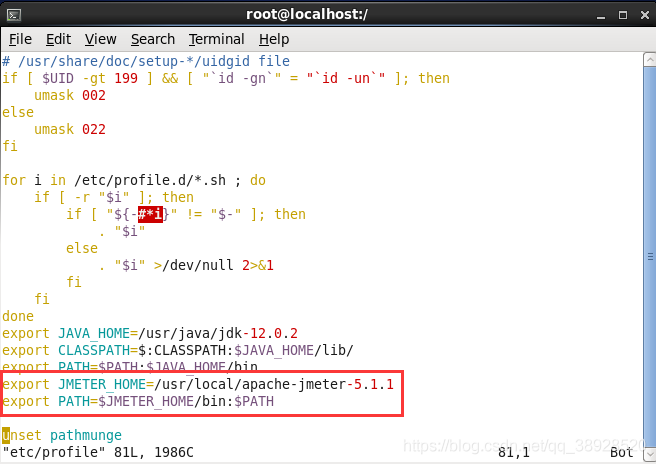 root@localhost:/
File Edit View Search Terminal Help
# /usr/share/doc/setup-*/uidgid file
if [ $UID -gt 199 ] && [ "`id -gn`" = "`id -un`" ]; then
    umask 002
else
    umask 022
fi

for i in /etc/profile.d/*.sh ; do
    if [ -r "$i" ]; then
        if [ "${-#*i}" != "$-" ]; then
            . "$i"
        else
            . "$i" >/dev/null 2>&1
        fi
    fi
done
export JAVA_HOME=/usr/java/jdk-12.0.2
export CLASSPATH=$:CLASSPATH:$JAVA_HOME/lib/
export PATH=$PATH:$JAVA_HOME/bin
export JMETER_HOME=/usr/local/apache-jmeter-5.1.1
export PATH=$JMETER_HOME/bin:$PATH

unset pathmunge
"etc/profile" 81L, 1986C 81,1 Bot
https://blog.csdn.net/qq_38928520